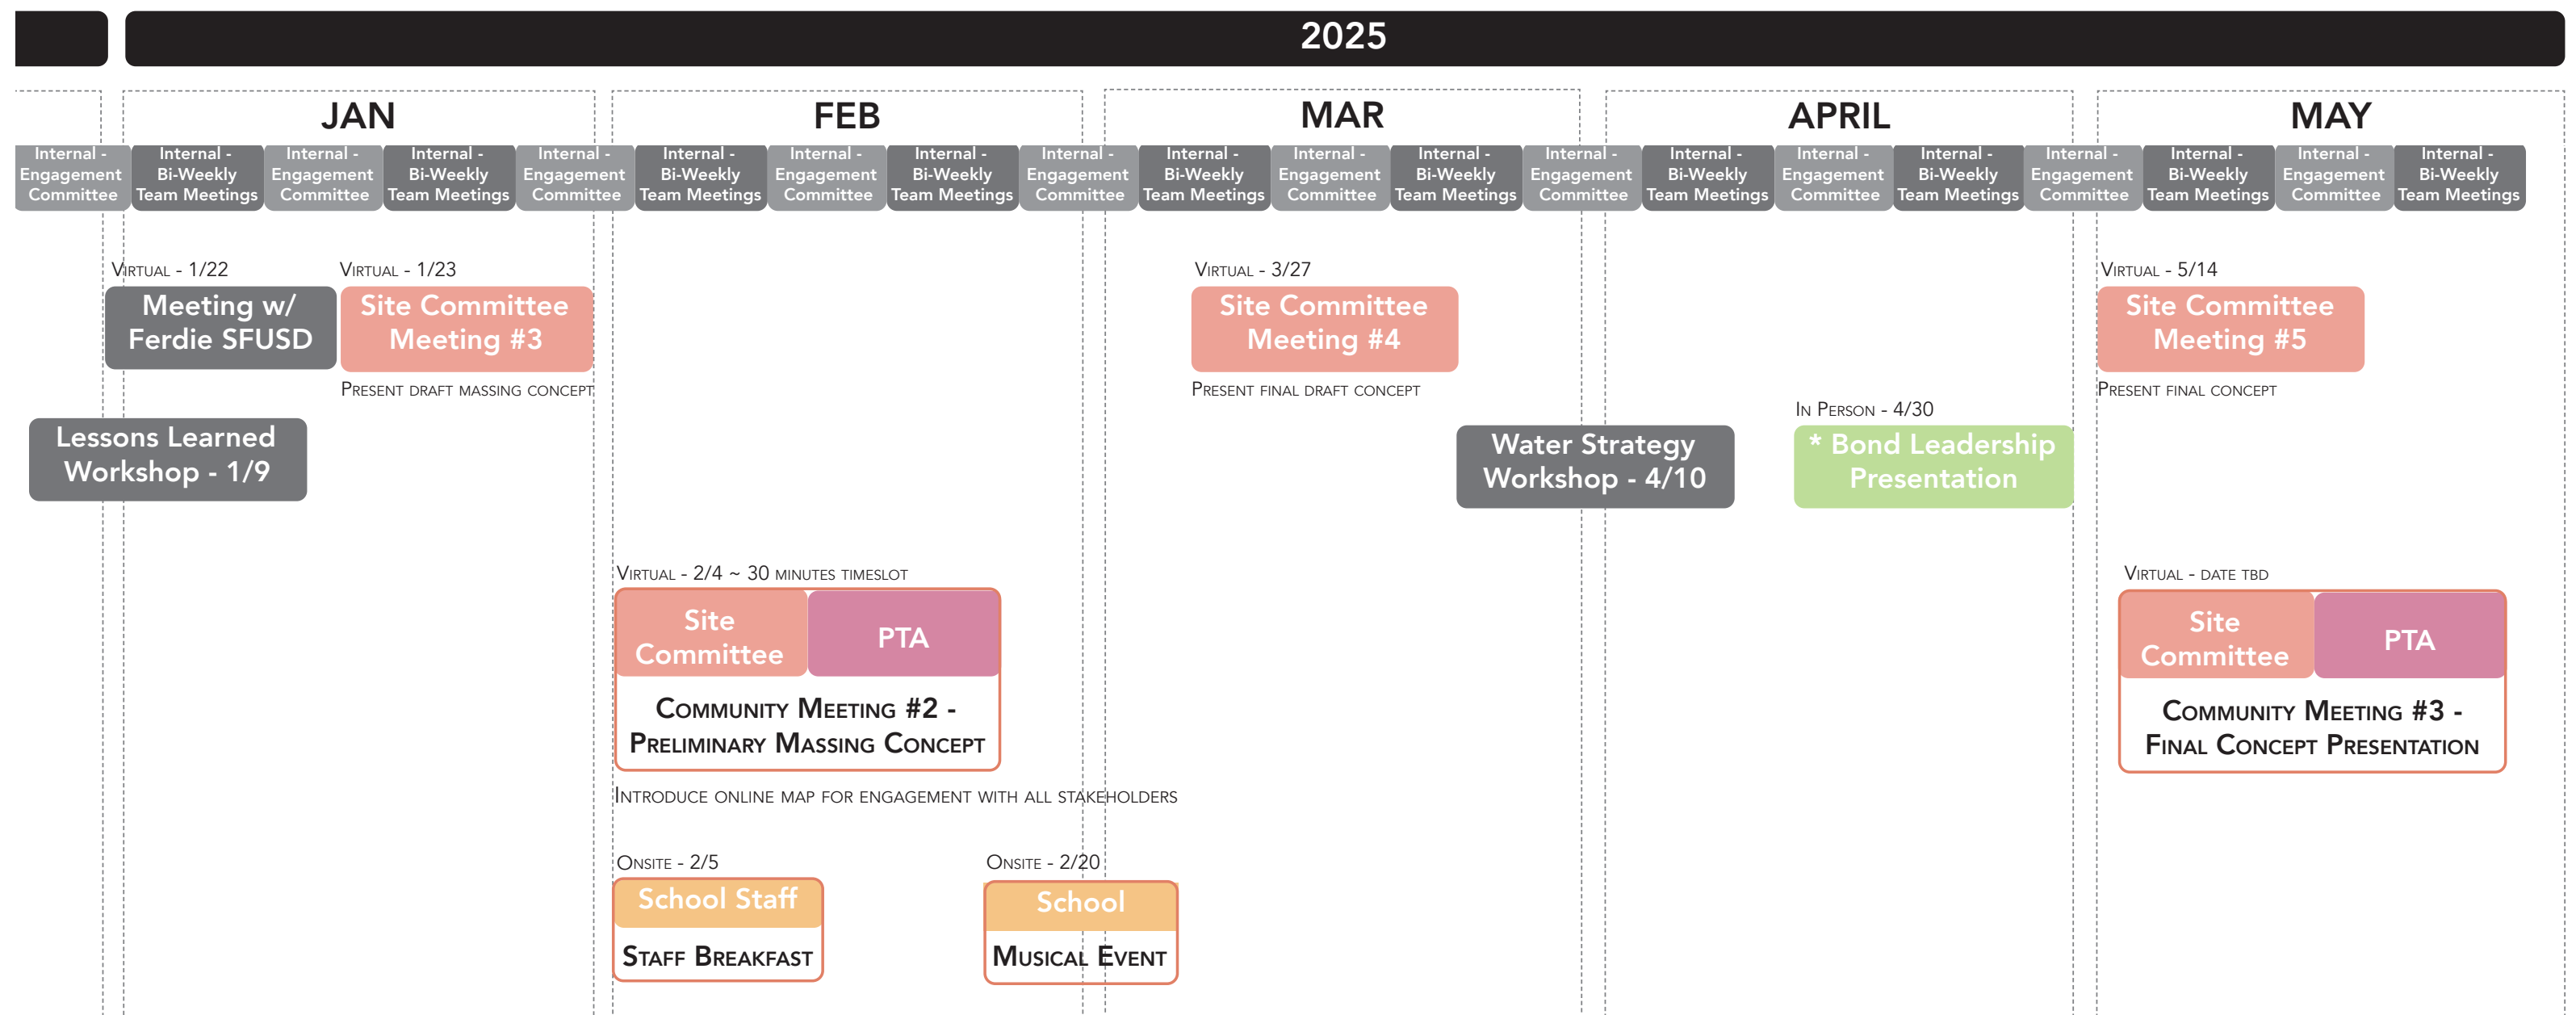 2025
JAN
FEB
MAR
APRIL
MAY
Internal -
Engagement
Committee
Internal -
Bi-Weekly
Team Meetings
Internal -
Engagement
Committee
Internal -
Bi-Weekly
Team Meetings
Internal -
Engagement
Committee
Internal -
Bi-Weekly
Team Meetings
Internal -
Engagement
Committee
Internal -
Bi-Weekly
Team Meetings
Internal -
Engagement
Committee
Internal -
Bi-Weekly
Team Meetings
Internal -
Engagement
Committee
Internal -
Bi-Weekly
Team Meetings
Internal -
Engagement
Committee
Internal -
Bi-Weekly
Team Meetings
Internal -
Engagement
Committee
Internal -
Bi-Weekly
Team Meetings
Internal -
Engagement
Committee
Internal -
Bi-Weekly
Team Meetings
Internal -
Engagement
Committee
Internal -
Bi-Weekly
Team Meetings
Virtual - 1/22
Meeting w/
Ferdie SFUSD
Virtual - 1/23
Site Committee
Meeting #3
Present draft massing concept
Virtual - 3/27
Site Committee
Meeting #4
Present final draft concept
Virtual - 5/14
Site Committee
Meeting #5
Present final concept
Lessons Learned
Workshop - 1/9
Water Strategy
Workshop - 4/10
In Person - 4/30
* Bond Leadership
Presentation
Virtual - 2/4 ~ 30 minutes timeslot
Site
Committee
PTA
Community Meeting #2 -
Preliminary Massing Concept
Introduce online map for engagement with all stakeholders
Virtual - date tbd
Site
Committee
PTA
Community Meeting #3 -
Final Concept Presentation
Onsite - 2/5
School Staff
Staff Breakfast
Onsite - 2/20
School
Musical Event